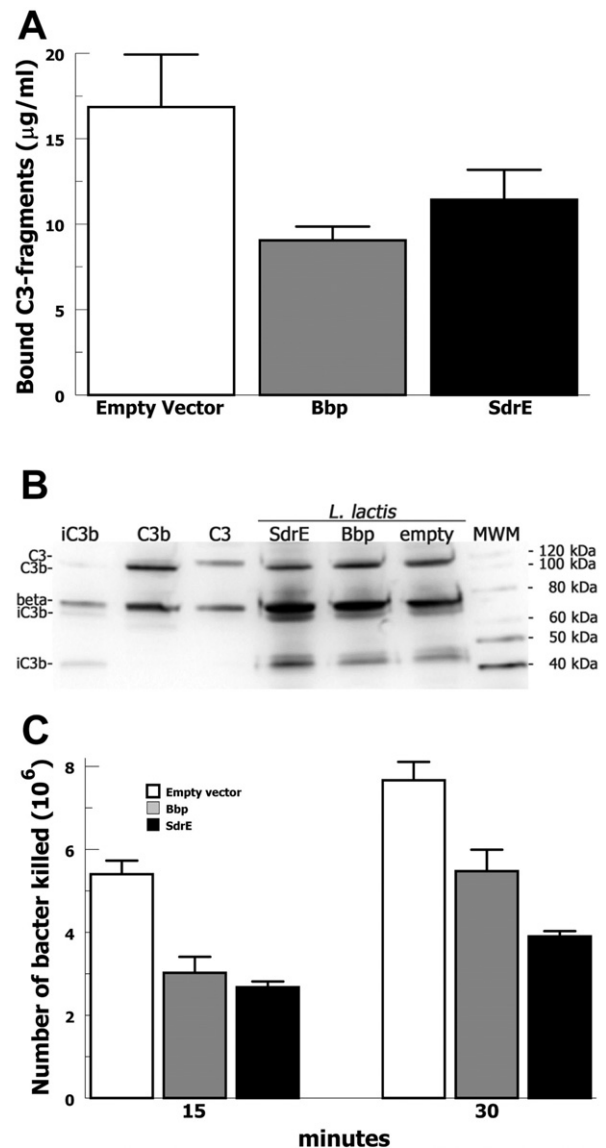 A
Bound C3-fragments (µg/ml)
20
15
10
5
0
Empty Vector Bbp SdrE
B
L. lactis
iC3b C3b C3 SdrE Bbp empty MWM
C3-
C3b-
beta-
iC3b-
iC3b-
- 120 kDa
- 100 kDa
- 80 kDa
- 60 kDa
- 50 kDa
- 40 kDa
C
Number of bacter killed (10⁶)
8
6
4
2
0
Empty vector
Bbp
SdrE
15 30
minutes